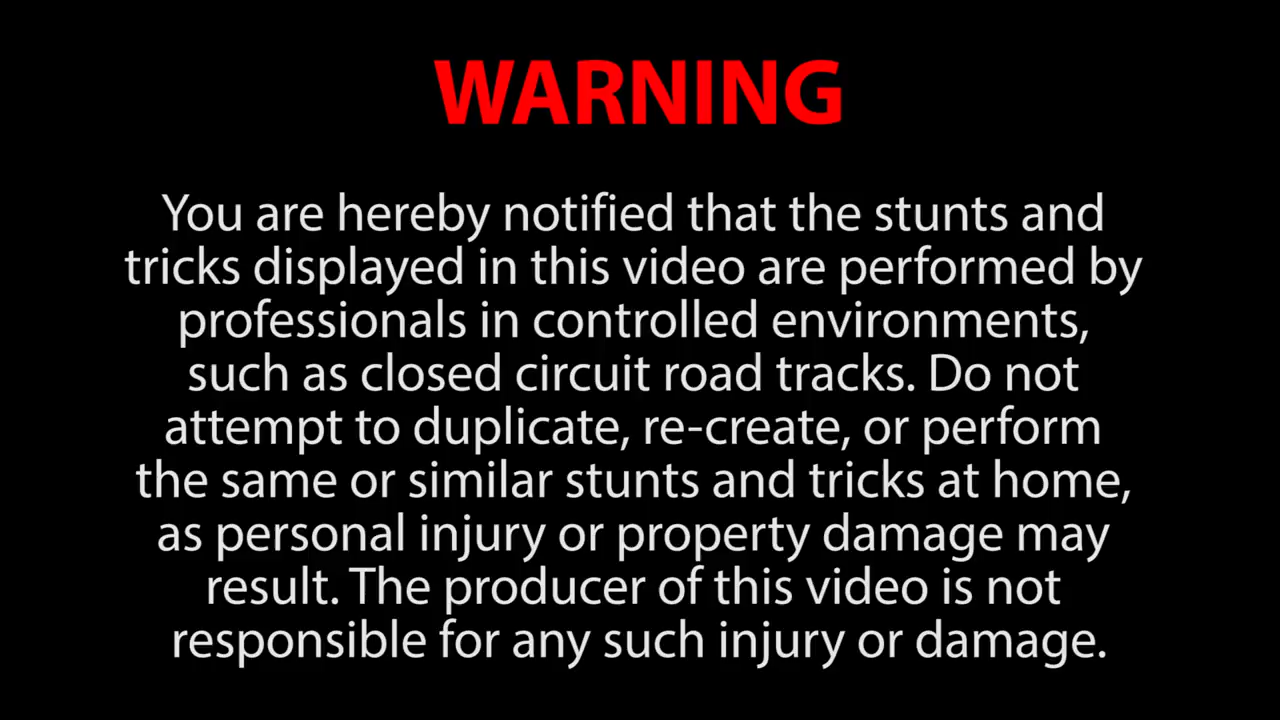 WARNING
You are hereby notified that the stunts and
tricks displayed in this video are performed by
professionals in controlled environments,
such as closed circuit road tracks. Do not
attempt to duplicate, re-create, or perform
the same or similar stunts and tricks at home,
as personal injury or property damage may
result. The producer of this video is not
responsible for any such injury or damage.